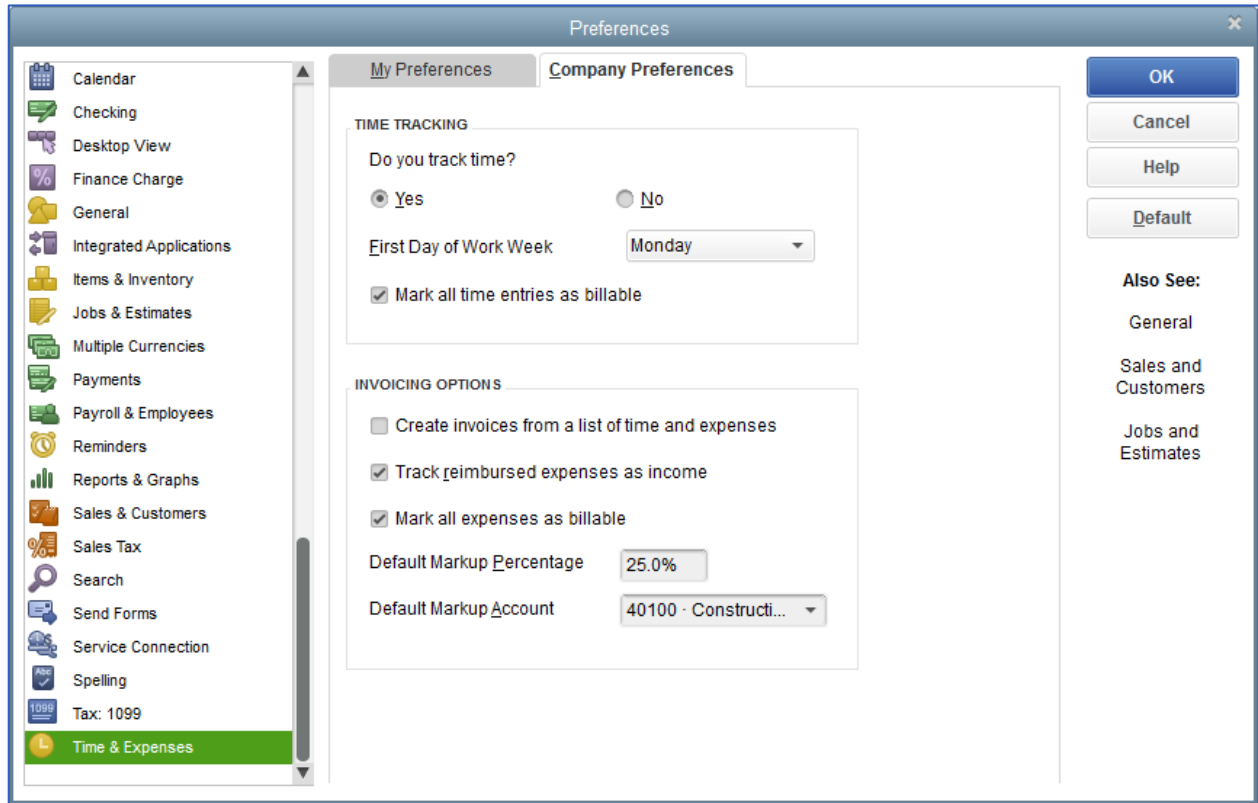 Preferences
Calendar
Checking
Desktop View
Finance Charge
General
Integrated Applications
Items & Inventory
Jobs & Estimates
Multiple Currencies
Payments
Payroll & Employees
Reminders
Reports & Graphs
Sales & Customers
Sales Tax
Search
Send Forms
Service Connection
Abc
Spelling
1099
Tax: 1099
Time & Expenses
My Preferences
Company Preferences
TIME TRACKING
Do you track time?
Yes
No
First Day of Work Week
Monday
Mark all time entries as billable
INVOICING OPTIONS
Create invoices from a list of time and expenses
Track reimbursed expenses as income
Mark all expenses as billable
Default Markup Percentage
25.0%
Default Markup Account
40100 · Constructi...
OK
Cancel
Help
Default
Also See:
General
Sales and
Customers
Jobs and
Estimates